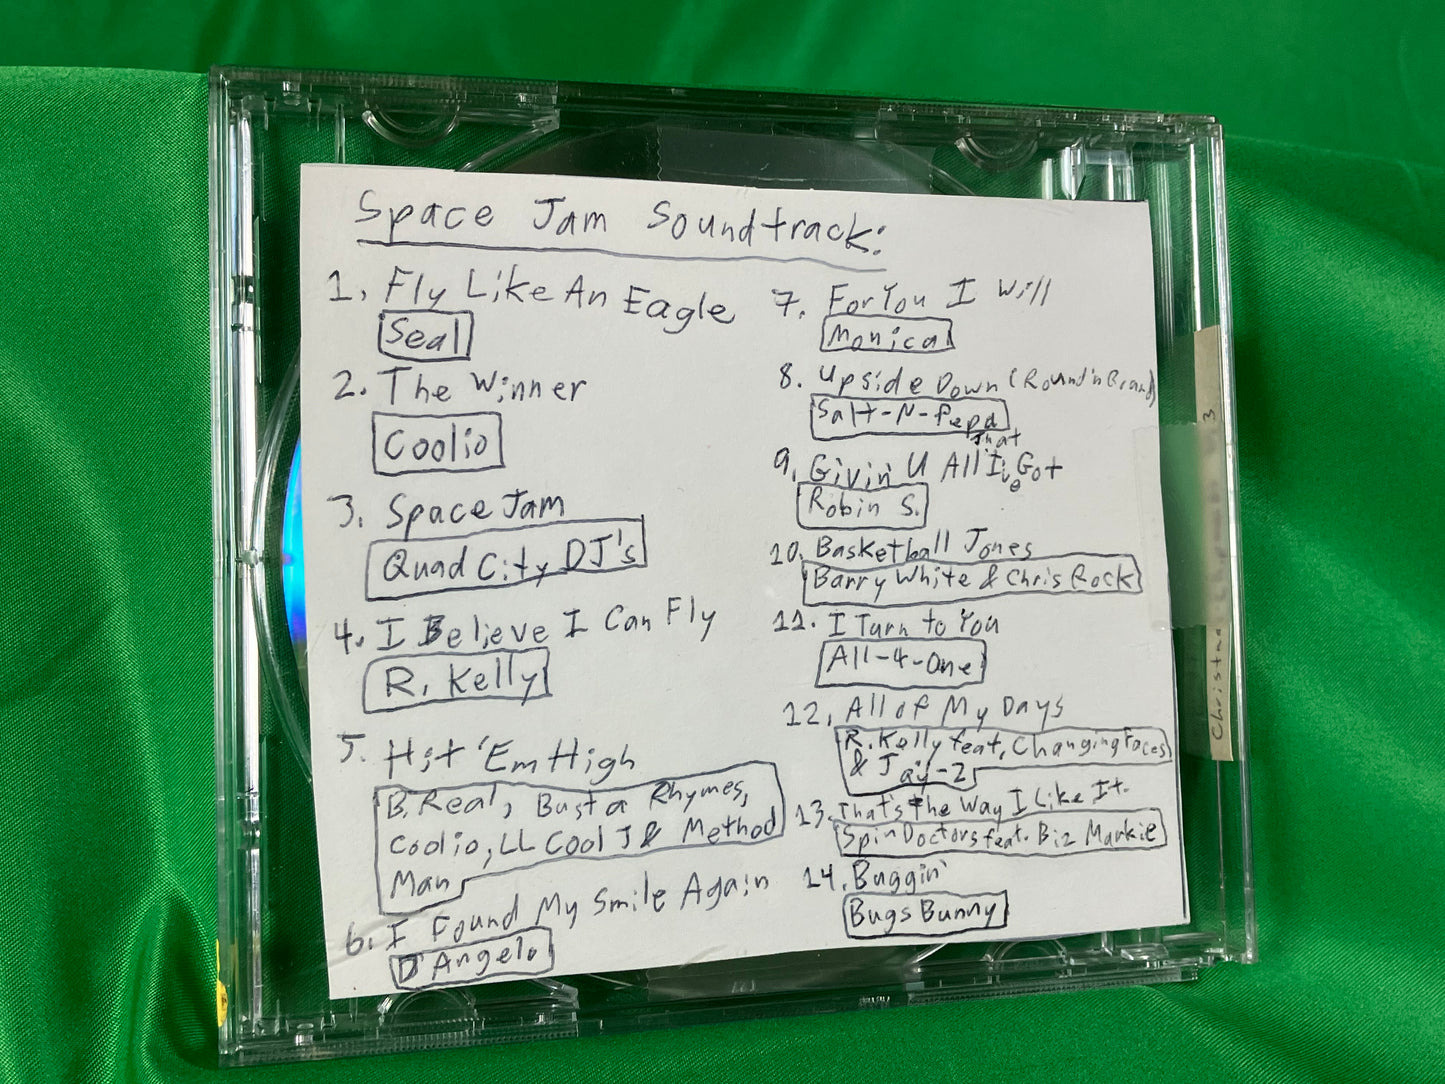 Space Jam Soundtrack:
1. Fly Like An Eagle
Seal
2. The Winner
Coolio
3. Space Jam
Quad City DJ's
4. I Believe I Can Fly
R. Kelly
5. Hit 'Em High
B. Real, Busta Rhymes,
Coolio, LL Cool J & Method
Man
6. I Found My Smile Again
D'Angelo
7. For You I Will
Monica
8. Upside Down (Round 'n Br
Salt-N-Pepa
9. Givin' U All That I've Got
Robin S.
10. Basketball Jones
Barry White & Chris Rock
11. I Turn to You
All-4-One
12. All of My Days
R. Kelly feat. Changing Faces
& Jay-Z
13. That's the Way I Like It.
Spin Doctors feat. Biz Markie
14. Buggin'
Bugs Bunny
3